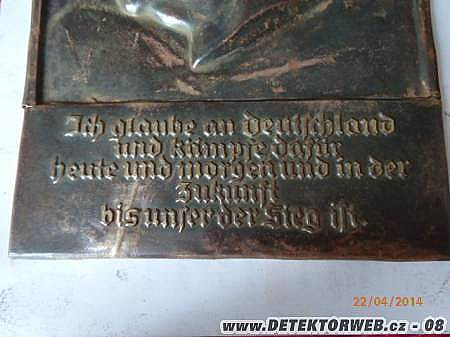 Ich glaube an Deutschland
und kämpfe dafür
heute und morgen und in der
Zukunft
bis unser der Sieg ist.
22/04/2014
www.DETEKTORWEB.cz - 08